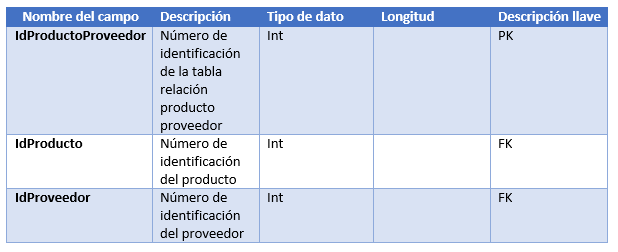 Nombre del campo Descripción Tipo de dato Longitud Descripción llave
IdProductoProveedor Número de Int PK
identificación
de la tabla
relación
producto
proveedor
IdProducto Número de Int FK
identificación
del producto
IdProveedor Número de Int FK
identificación
del proveedor